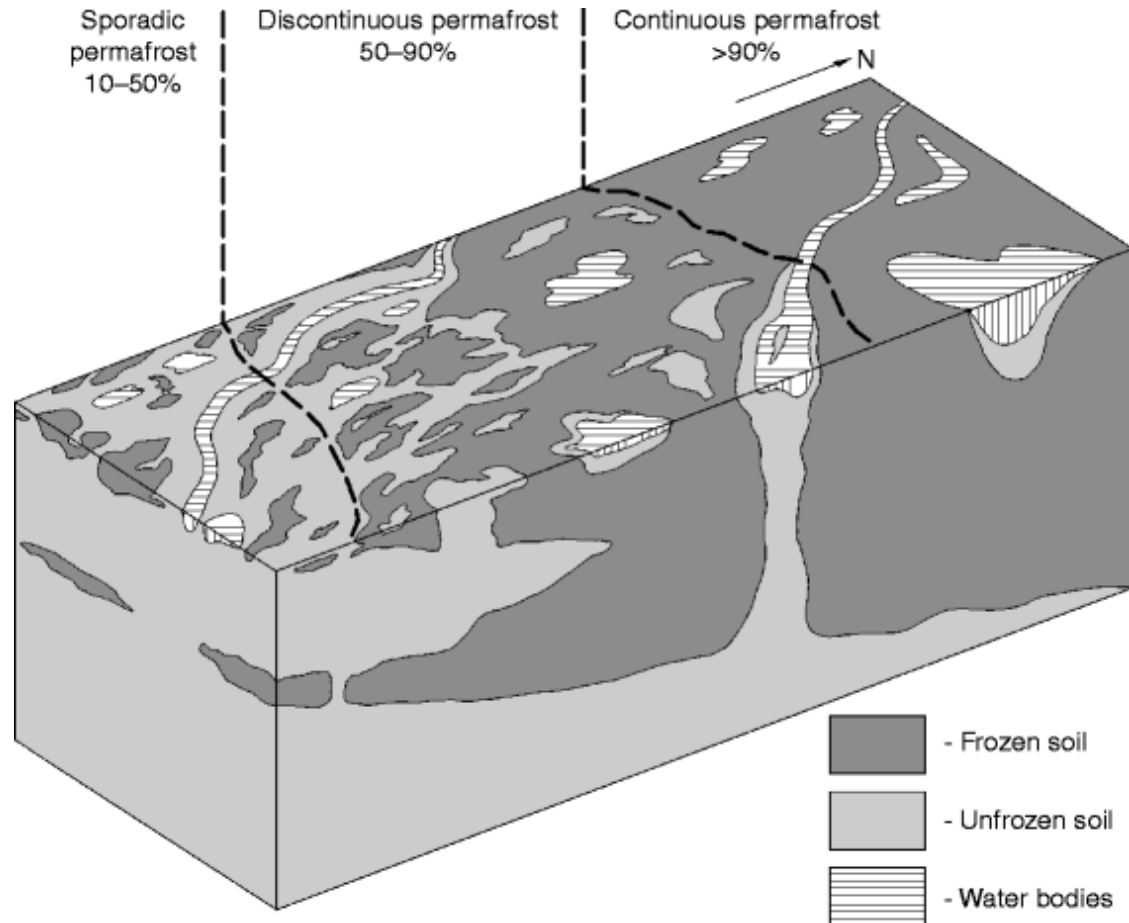 Sporadic
permafrost
10–50%
Discontinuous permafrost
50–90%
Continuous permafrost
>90%
N
- Frozen soil
- Unfrozen soil
- Water bodies